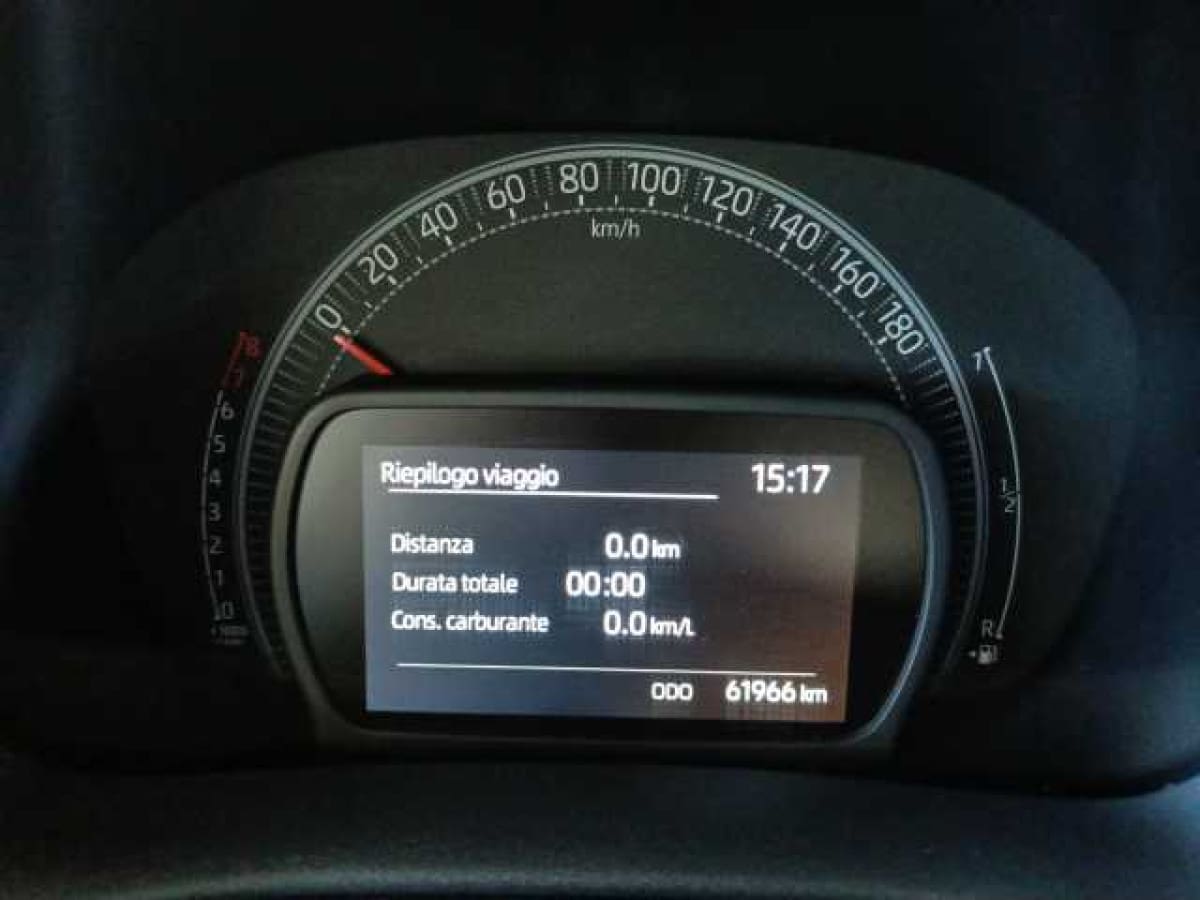 0 20 40 60 80 100 120 140 160 180
km/h
8
7
6
5
4
3
2
1
0
1
1/2
R
Riepilogo viaggio 15:17
Distanza 0.0 km
Durata totale 00:00
Cons. carburante 0.0 km/L
ODO 61966 km